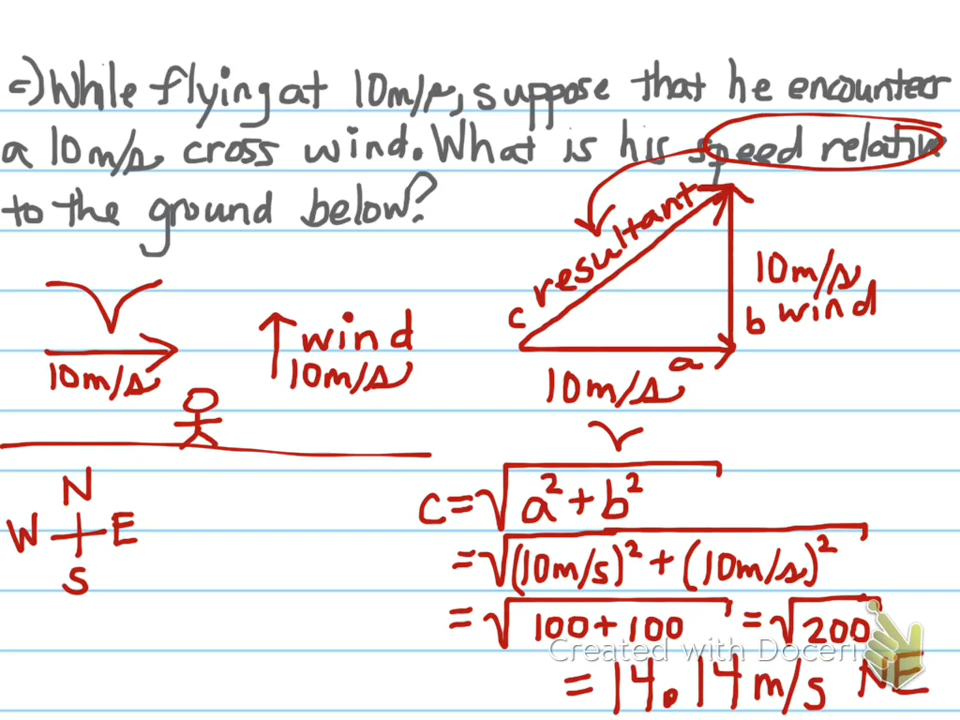 =)While flying at 10m/s, suppose that he encounters
a 10m/s cross wind. What is his speed relative
to the ground below?
resultant
c
10m/s
b wind
a
10m/s
10m/s
↑ wind
10m/s
N
W E
S
c=√a²+b²
=√(10m/s)²+(10m/s)²
=√100+100 =√200
Created with Doceri
=14.14m/s NE